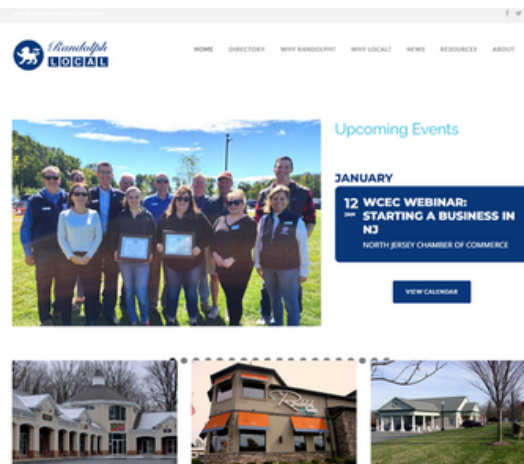 Randolph
LOCAL
HOME DIRECTORY WHY RANDOLPH? WHY LOCAL? NEWS RESOURCES ABOUT
Upcoming Events
JANUARY
12 WCEC WEBINAR:
JAN STARTING A BUSINESS IN
NJ
NORTH JERSEY CHAMBER OF COMMERCE
VIEW CALENDAR